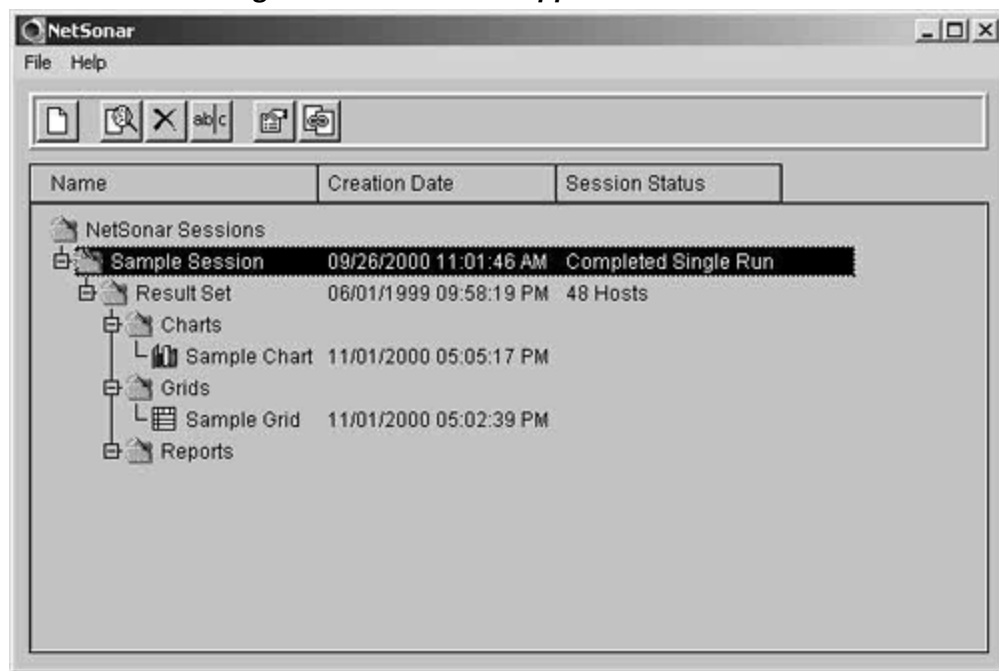 NetSonar
File Help
ab|c
Name Creation Date Session Status
NetSonar Sessions
Sample Session 09/26/2000 11:01:46 AM Completed Single Run
Result Set 06/01/1999 09:58:19 PM 48 Hosts
Charts
Sample Chart 11/01/2000 05:05:17 PM
Grids
Sample Grid 11/01/2000 05:02:39 PM
Reports